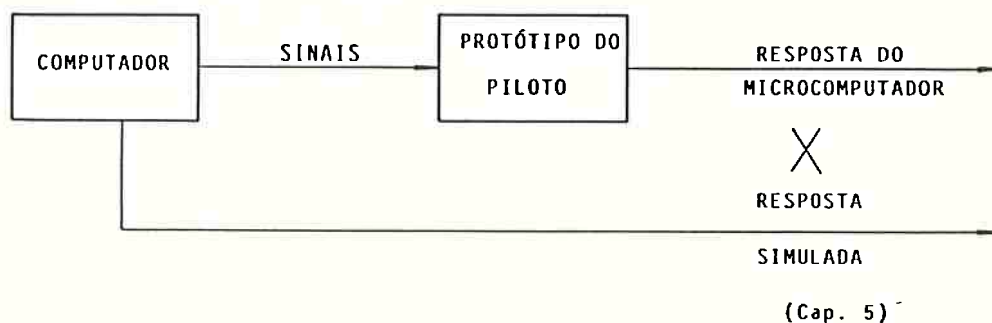 COMPUTADOR
SINAIS
PROTÓTIPO DO
PILOTO
RESPOSTA DO
MICROCOMPUTADOR
X
RESPOSTA
SIMULADA
(Cap. 5)